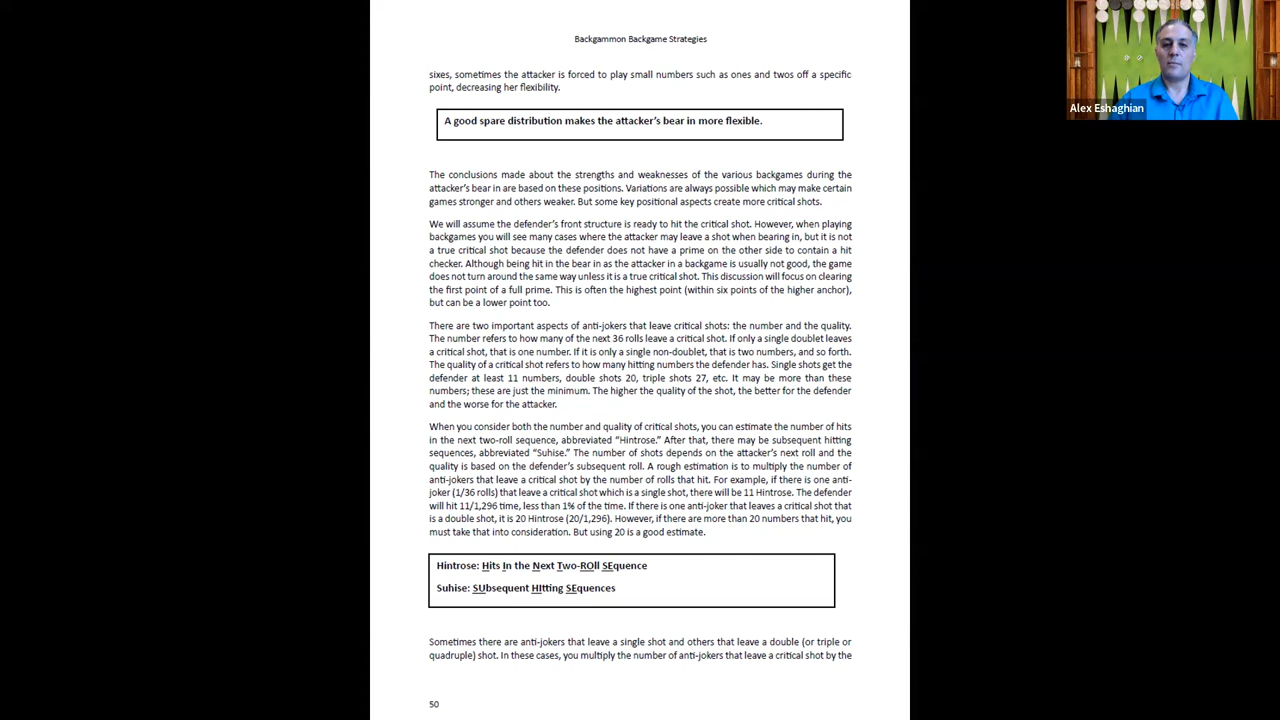 Backgammon Backgame Strategies
sixes, sometimes the attacker is forced to play small numbers such as ones and twos off a specific
point, decreasing her flexibility.
A good spare distribution makes the attacker's bear in more flexible.
The conclusions made about the strengths and weaknesses of the various backgames during the
attacker's bear in are based on these positions. Variations are always possible which may make certain
games stronger and others weaker. But some key positional aspects create more critical shots.
We will assume the defender's front structure is ready to hit the critical shot. However, when playing
backgames you will see many cases where the attacker may leave a shot when bearing in, but it is not
a true critical shot because the defender does not have a prime on the other side to contain a hit
checker. Although being hit in the bear in as the attacker in a backgame is usually not good, the game
does not turn around the same way unless it is a true critical shot. This discussion will focus on clearing
the first point of a full prime. This is often the highest point (within six points of the higher anchor),
but can be a lower point too.
There are two important aspects of anti-jokers that leave critical shots: the number and the quality.
The number refers to how many of the next 36 rolls leave a critical shot. If only a single doublet leaves
a critical shot, that is one number. If it is only a single non-doublet, that is two numbers, and so forth.
The quality of a critical shot refers to how many hitting numbers the defender has. Single shots get the
defender at least 11 numbers, double shots 20, triple shots 27, etc. It may be more than these
numbers; these are just the minimum. The higher the quality of the shot, the better for the defender
and the worse for the attacker.
When you consider both the number and quality of critical shots, you can estimate the number of hits
in the next two-roll sequence, abbreviated "Hintrose." After that, there may be subsequent hitting
sequences, abbreviated "Suhise." The number of shots depends on the attacker's next roll and the
quality is based on the defender's subsequent roll. A rough estimation is to multiply the number of
anti-jokers that leave a critical shot by the number of rolls that hit. For example, if there is one anti-
joker (1/36 rolls) that leave a critical shot which is a single shot, there will be 11 Hintrose. The defender
will hit 11/1,296 time, less than 1% of the time. If there is one anti-joker that leaves a critical shot that
is a double shot, it is 20 Hintrose (20/1,296). However, if there are more than 20 numbers that hit, you
must take that into consideration. But using 20 is a good estimate.
Hintrose: Hits In the Next Two-ROll SEquence
Suhise: SUbsequent HItting SEquences
Sometimes there are anti-jokers that leave a single shot and others that leave a double (or triple or
quadruple) shot. In these cases, you multiply the number of anti-jokers that leave a critical shot by the
50
Alex Eshaghian